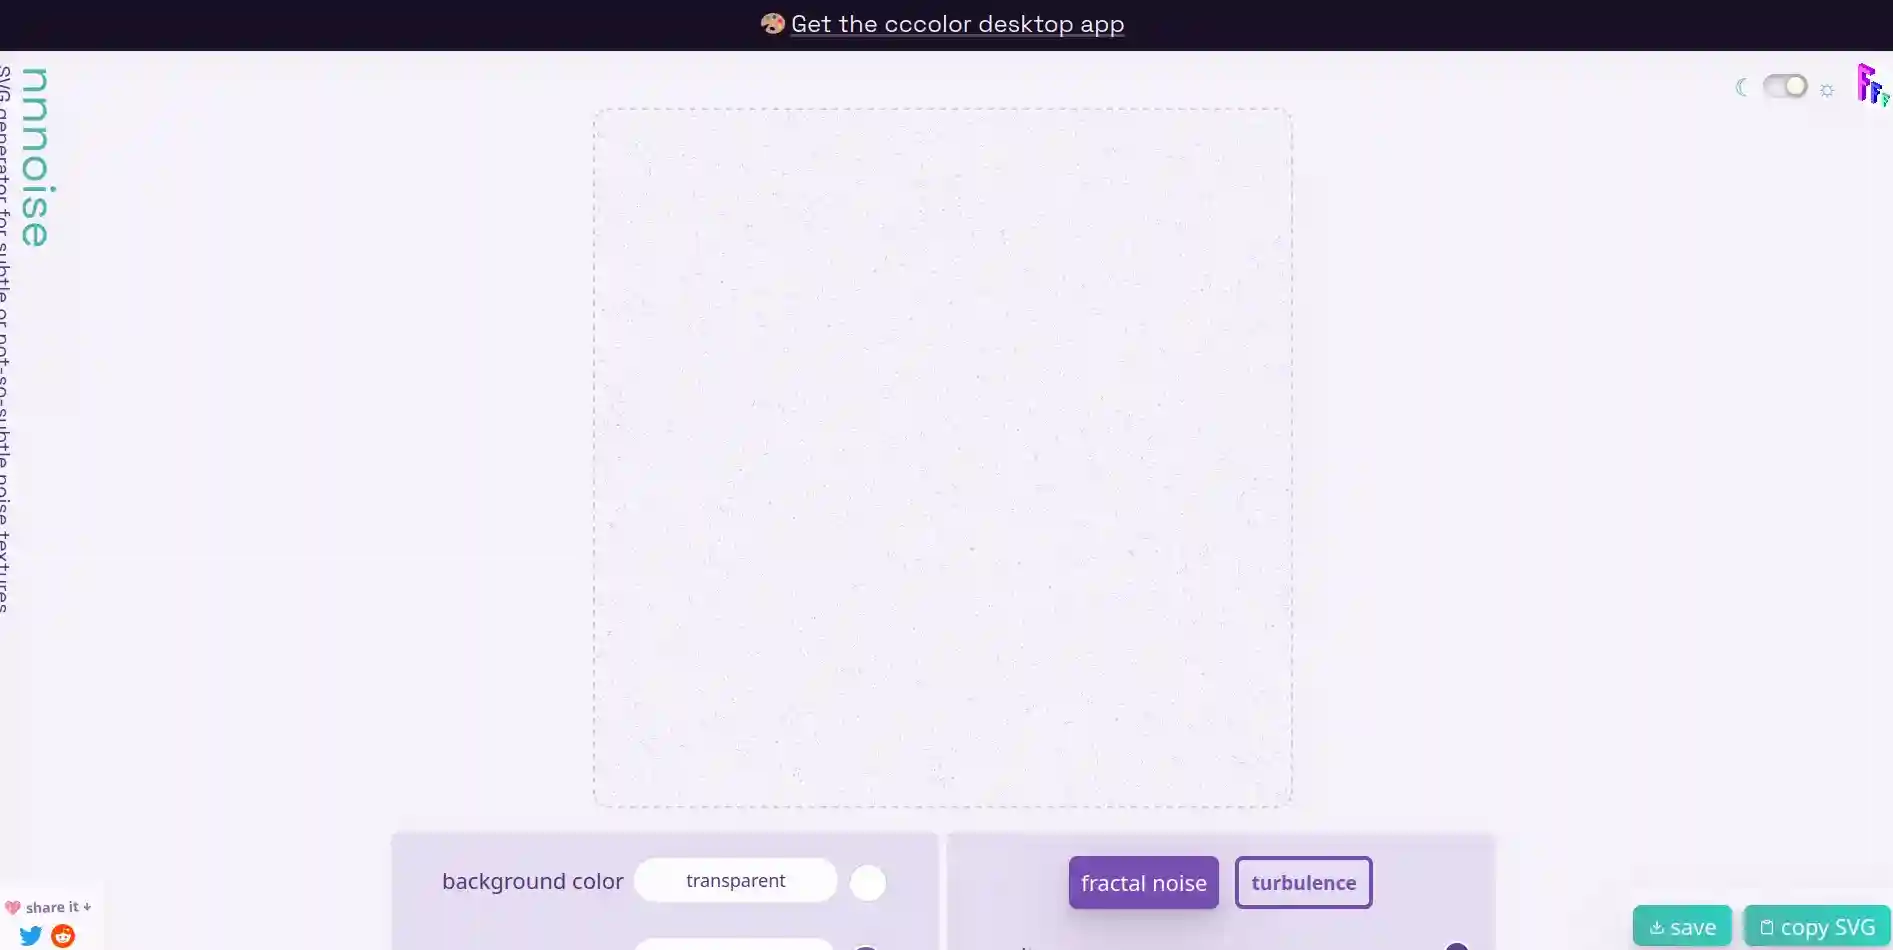 Get the cccolor desktop app
nnnoise
SVG generator for subtle or not-so-subtle noise textures
background color
transparent
fractal noise
turbulence
share it ↓
save
copy SVG